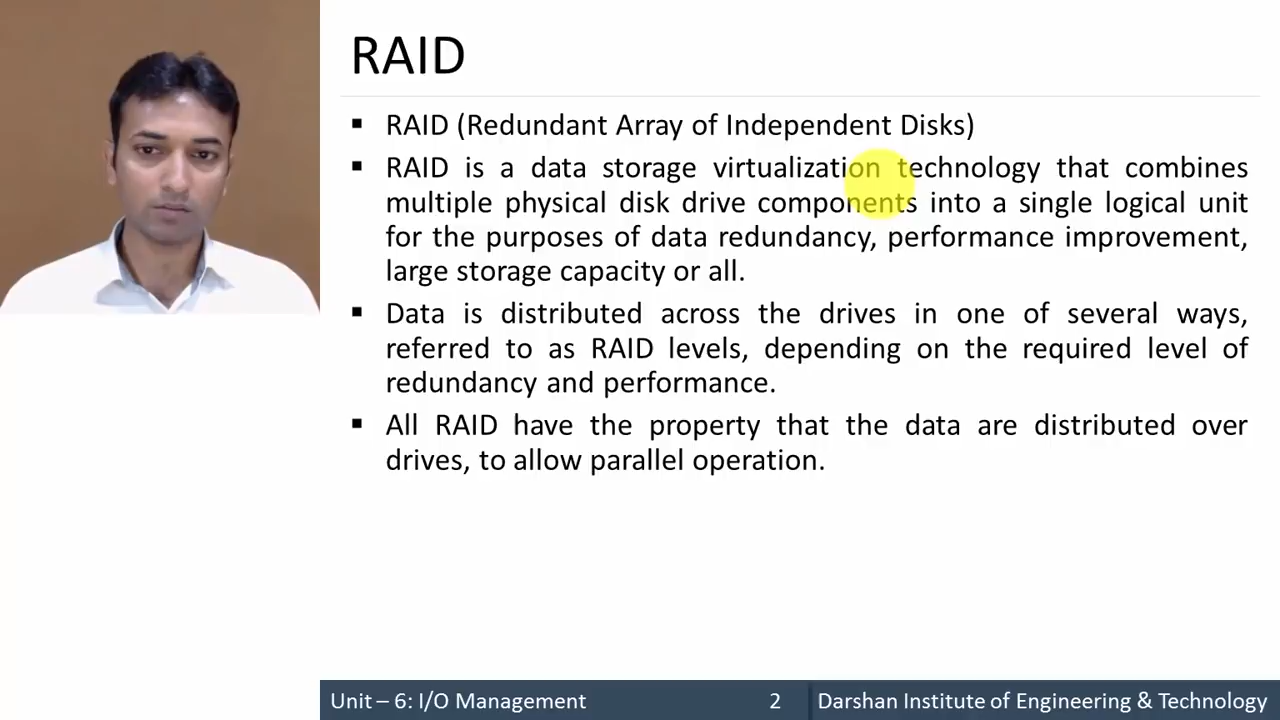 RAID
▪ RAID (Redundant Array of Independent Disks)
▪ RAID is a data storage virtualization technology that combines
multiple physical disk drive components into a single logical unit
for the purposes of data redundancy, performance improvement,
large storage capacity or all.
▪ Data is distributed across the drives in one of several ways,
referred to as RAID levels, depending on the required level of
redundancy and performance.
▪ All RAID have the property that the data are distributed over
drives, to allow parallel operation.
Unit – 6: I/O Management 2 Darshan Institute of Engineering & Technology